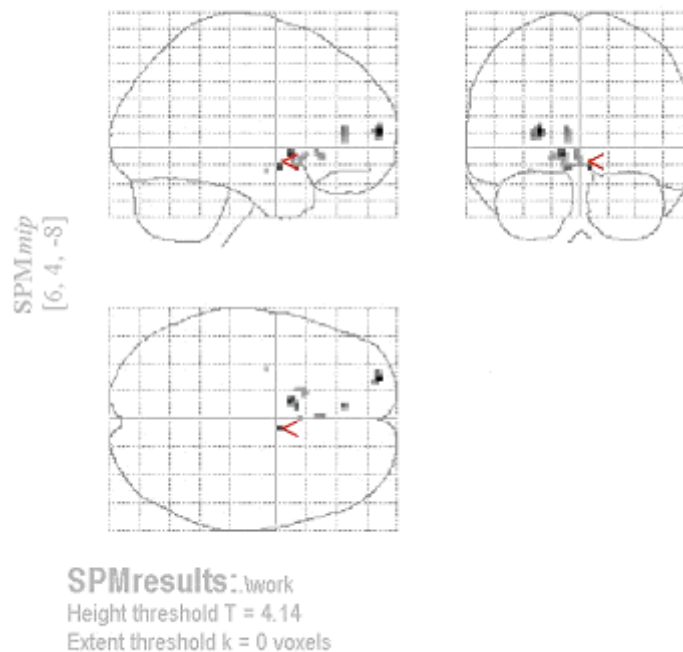 SPMmip
[6, 4, -8]
SPMresults: .\work
Height threshold T = 4.14
Extent threshold k = 0 voxels